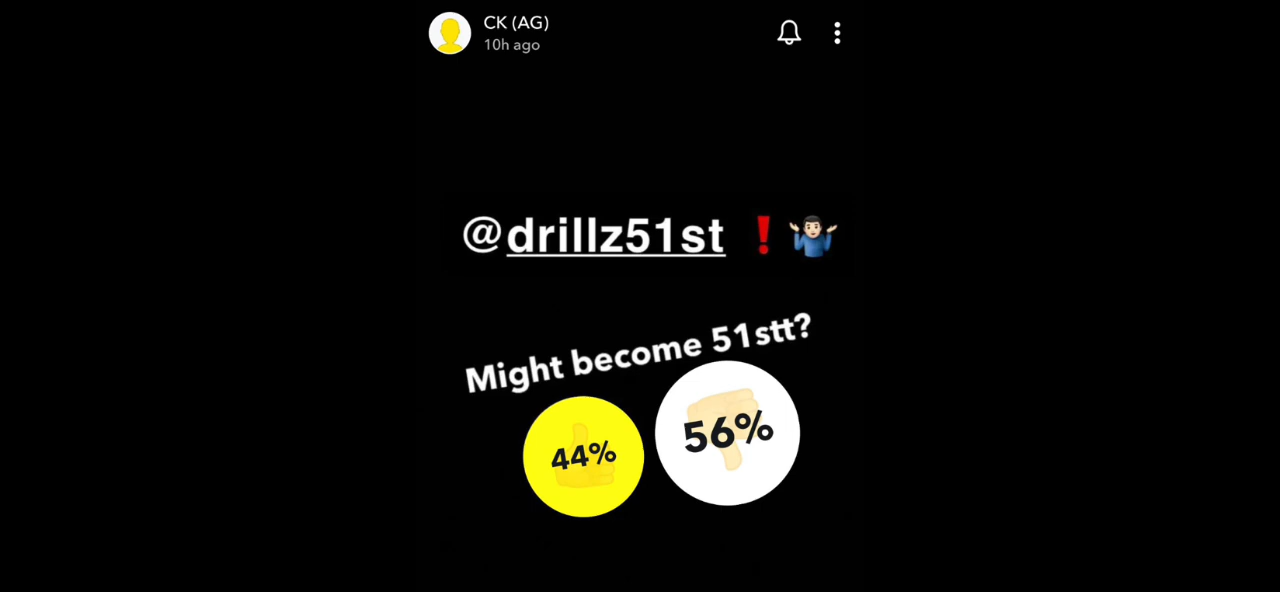 CK (AG)
10h ago
@drillz51st ❗🤷🏻‍♂️
Might become 51stt?
44%
56%